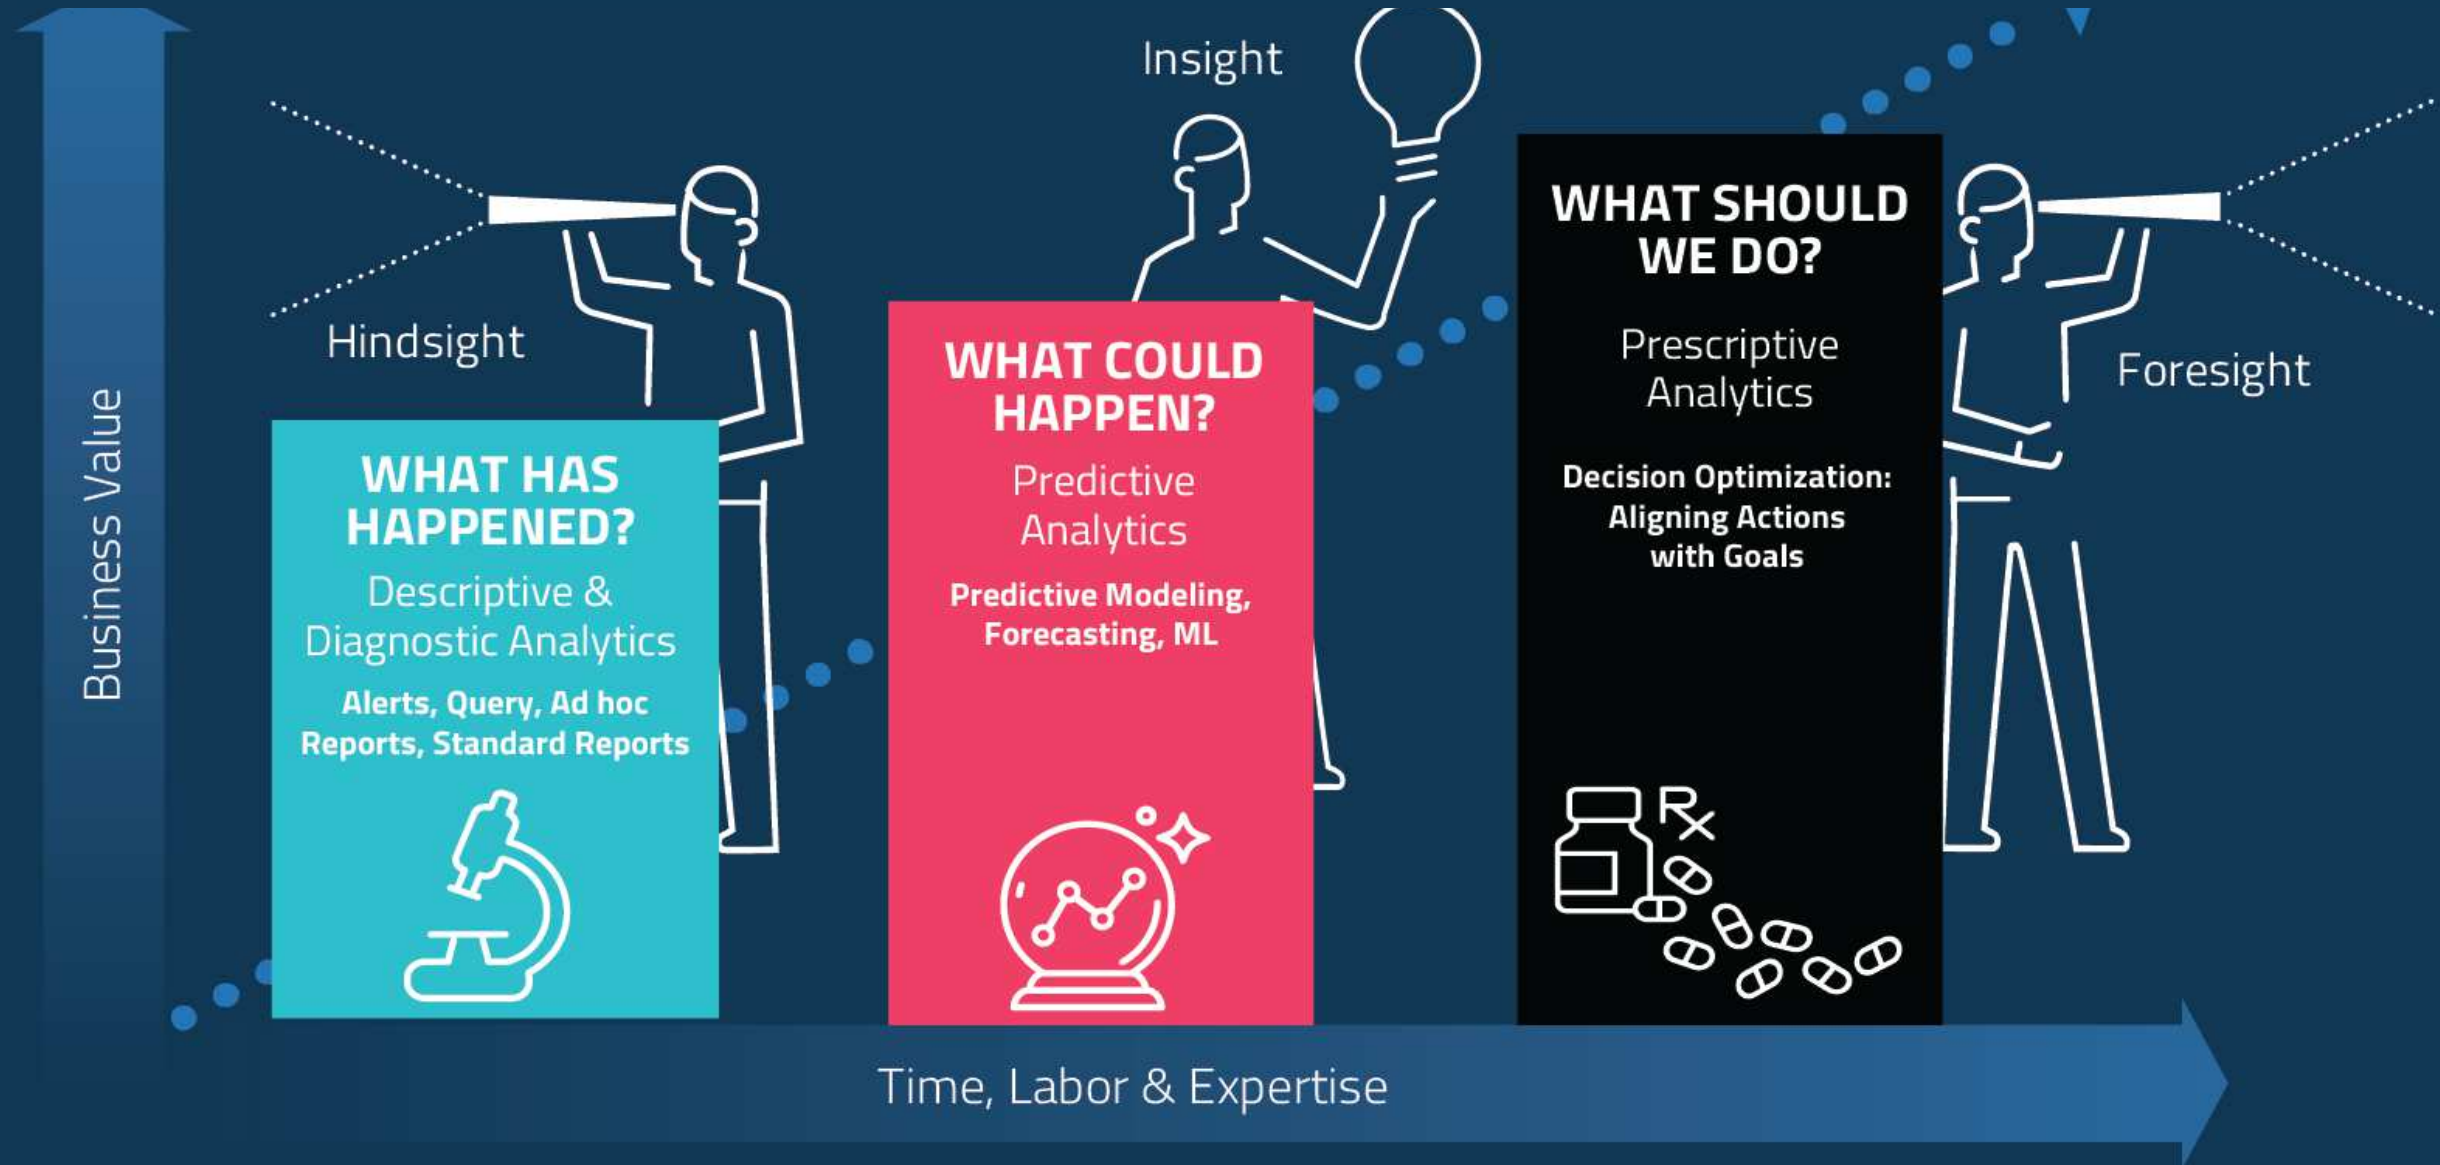 Business Value
Hindsight
WHAT HAS
HAPPENED?
Descriptive &
Diagnostic Analytics
Alerts, Query, Ad hoc
Reports, Standard Reports
Insight
WHAT COULD
HAPPEN?
Predictive
Analytics
Predictive Modeling,
Forecasting, ML
WHAT SHOULD
WE DO?
Prescriptive
Analytics
Decision Optimization:
Aligning Actions
with Goals
Rx
Foresight
Time, Labor & Expertise